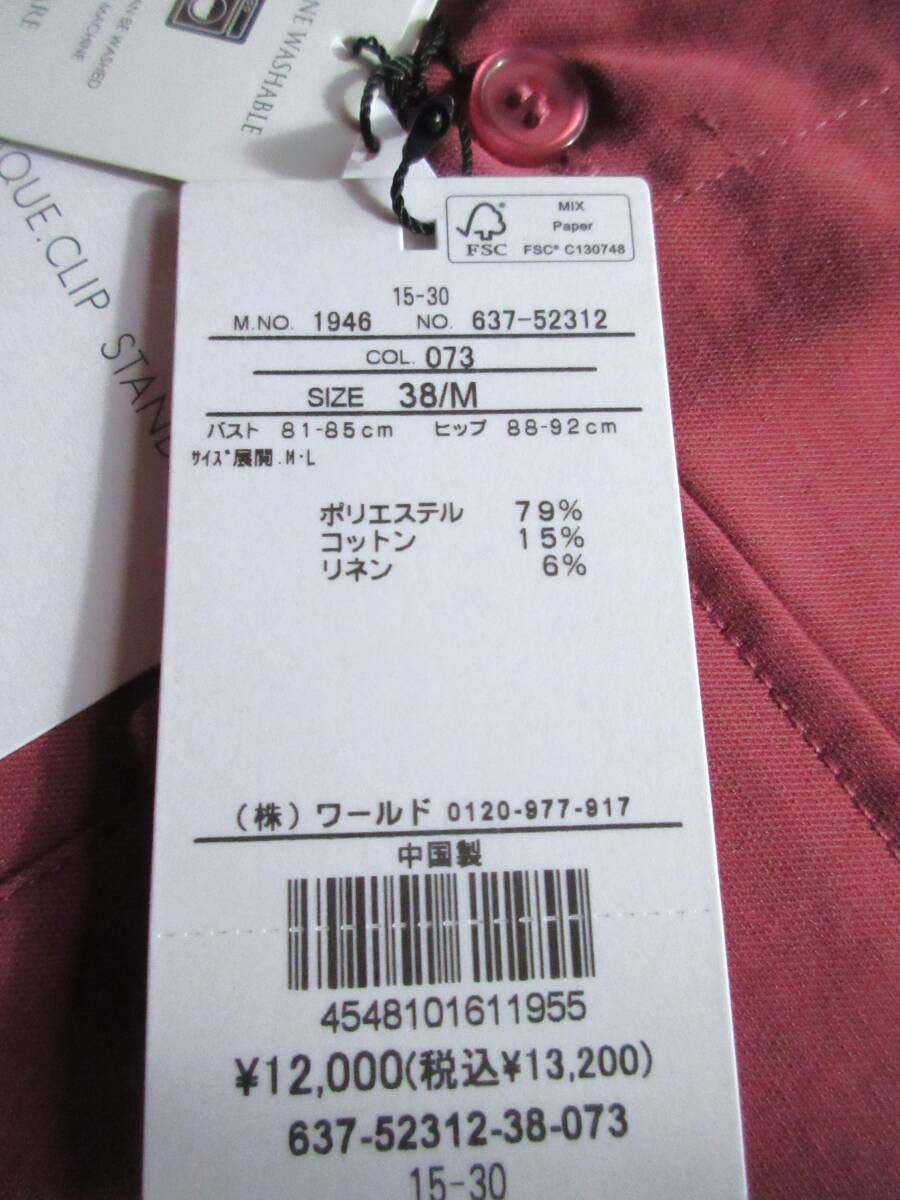 ARE
AN BE WASHED
MACHINE
NE WASHABLE
QUE.CLIP STAND
FSC
MIX
Paper
FSC® C130748
15-30
M.NO. 1946 NO. 637-52312
COL. 073
SIZE 38/M
バスト 81-85cm ヒップ 88-92cm
ｻｲｽﾞ展開.M・L
ポリエステル 79%
コットン 15%
リネン 6%
（株）ワールド 0120-977-917
中国製
4548101611955
¥12,000(税込¥13,200)
637-52312-38-073
15-30